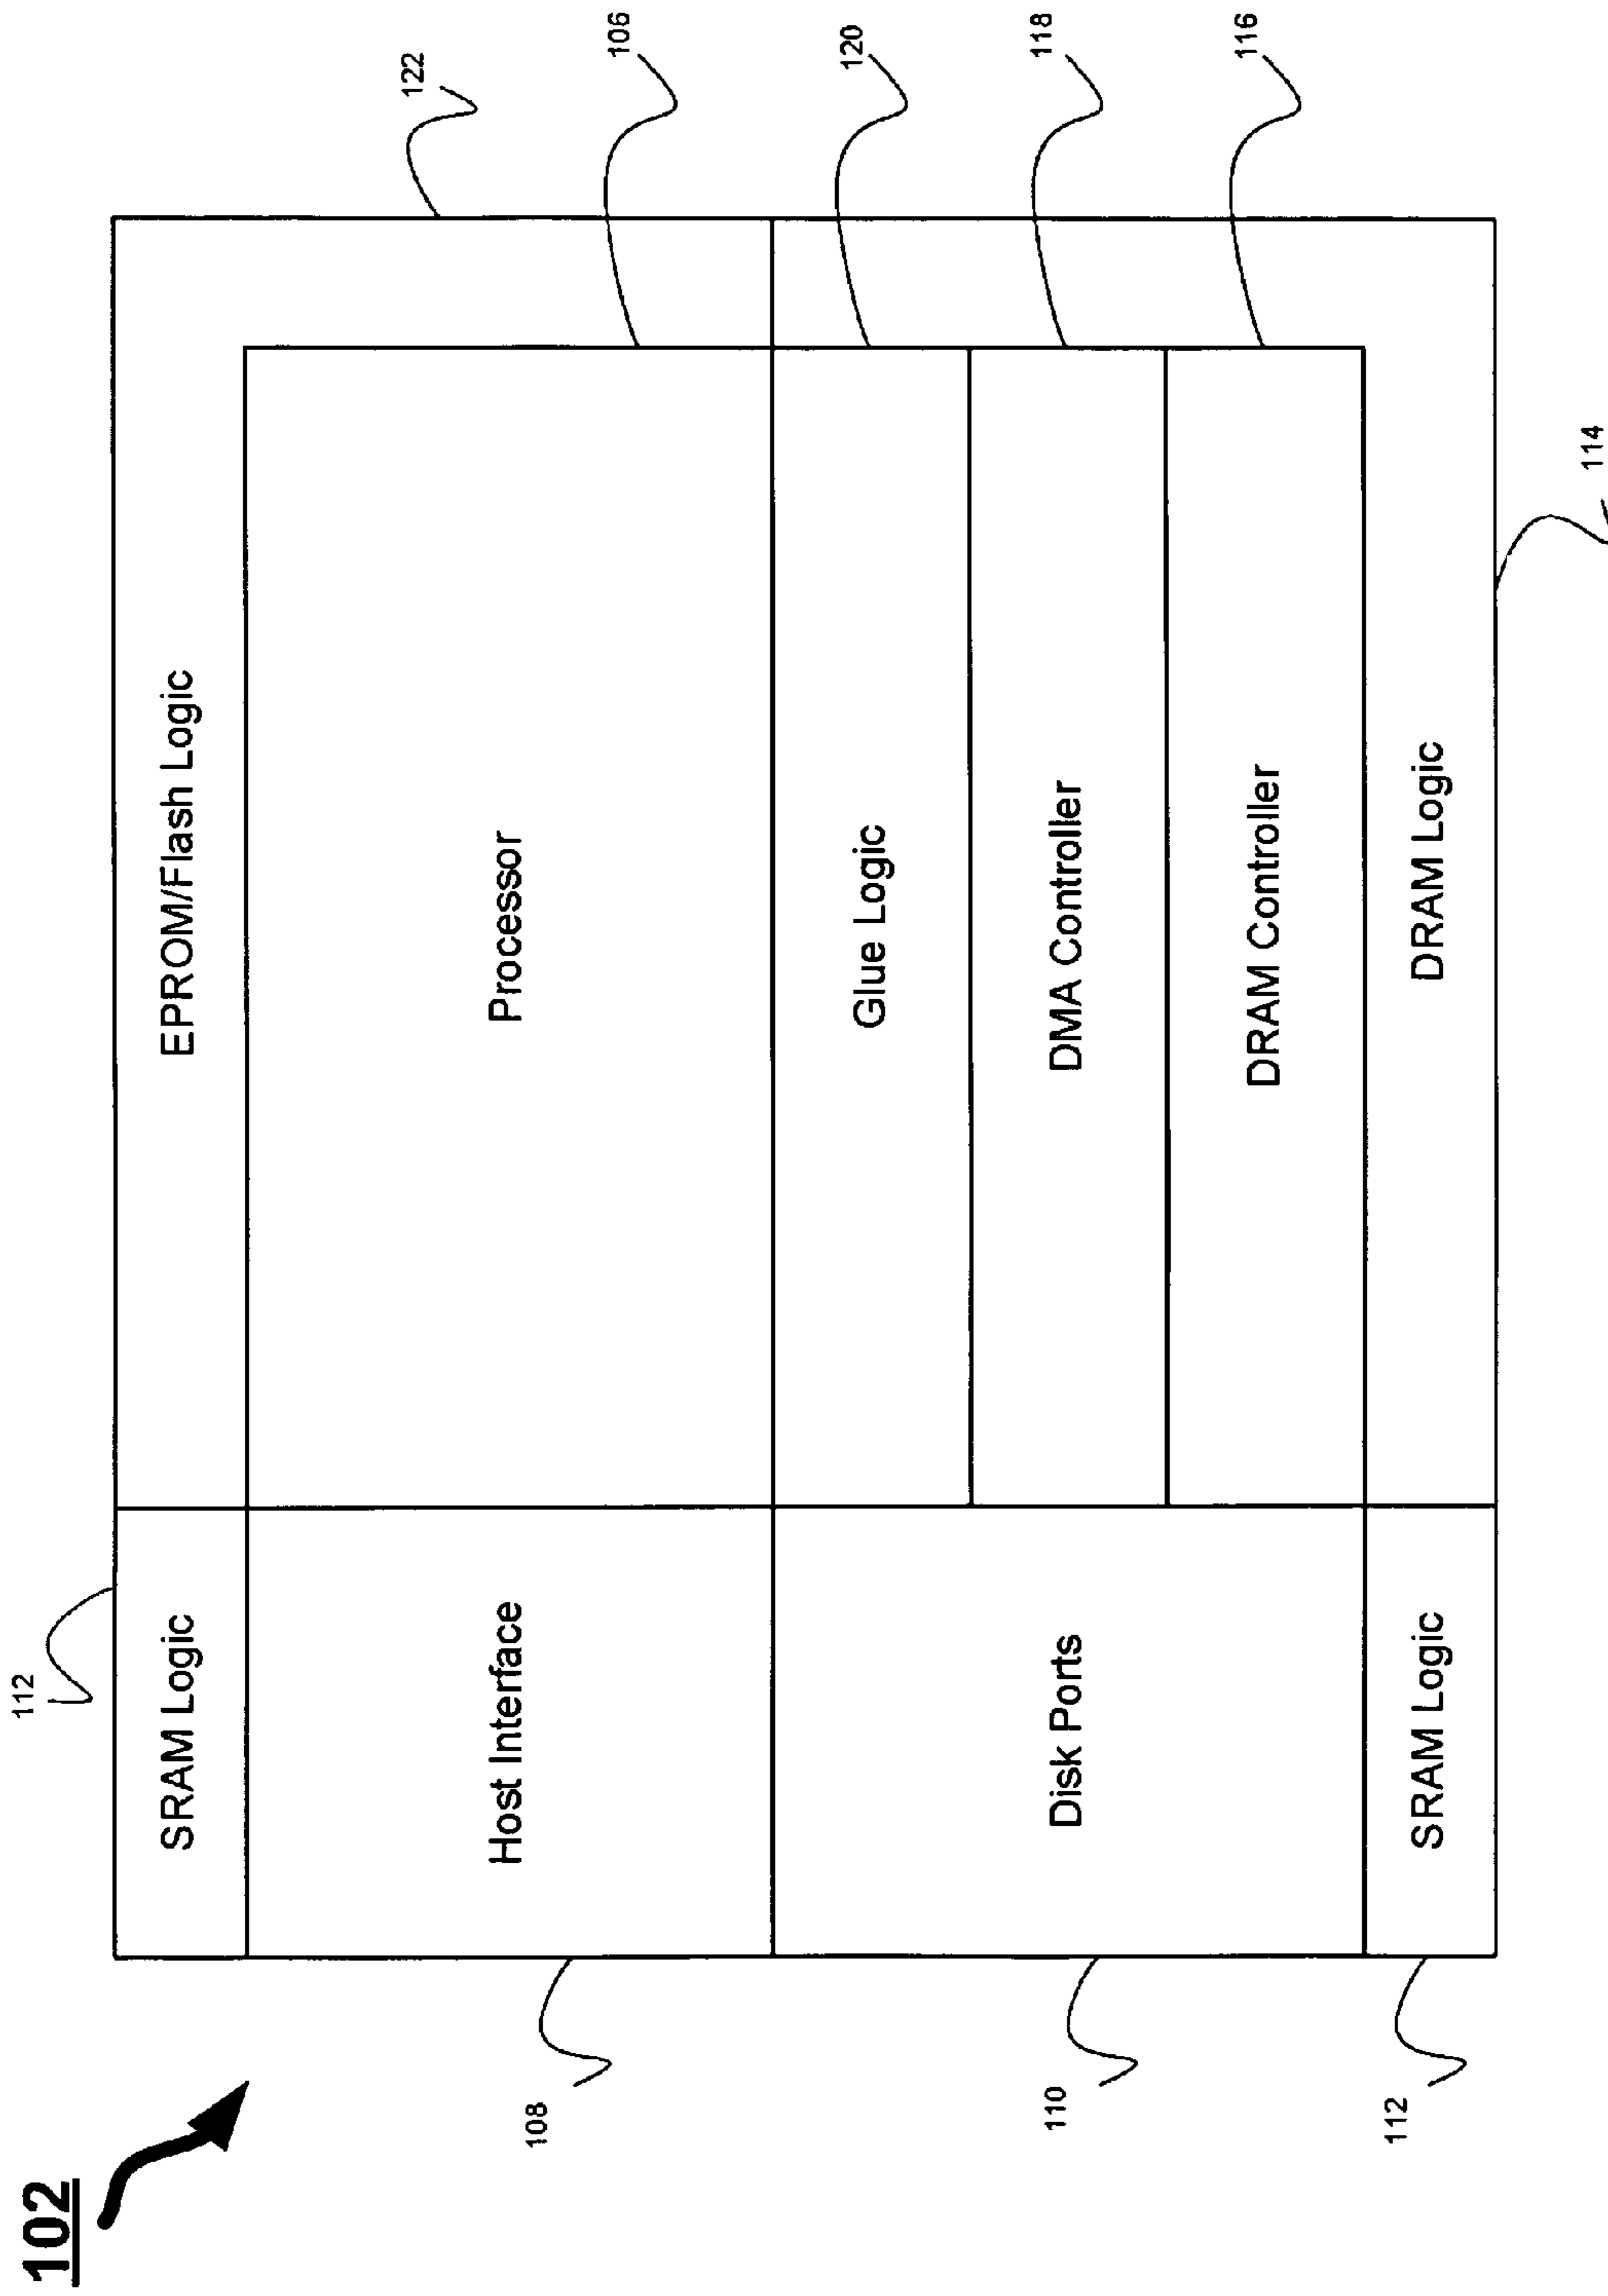 102
112
122
SRAM Logic
EPROM/Flash Logic
108
Host Interface
Processor
106
110
Disk Ports
Glue Logic
120
DMA Controller
118
DRAM Controller
116
112
SRAM Logic
DRAM Logic
114